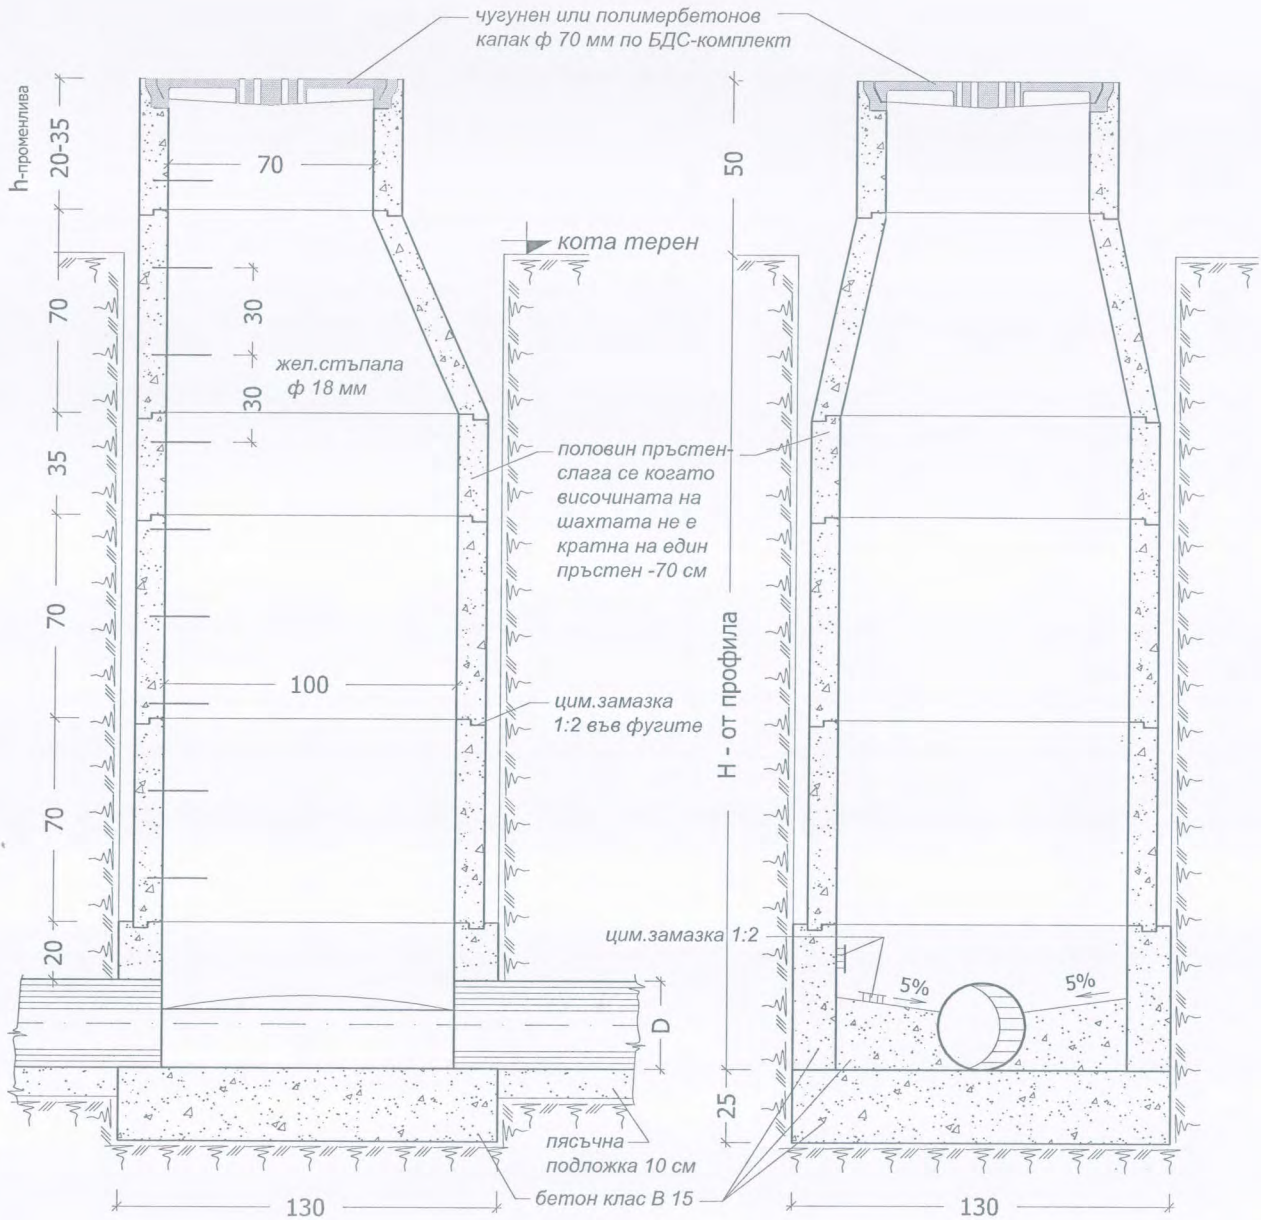 чугунен или полимербетонов
капак ф 70 мм по БДС-комплект
h-променлива
20-35
70
50
кота терен
70
30
30
жел.стъпала
ф 18 мм
35
половин пръстен-
слага се когато
височината на
шахтата не е
кратна на един
пръстен -70 см
70
100
цим.замазка
1:2 във фугите
Н - от профила
70
20
цим.замазка 1:2
5%
5%
D
25
пясъчна
подложка 10 см
бетон клас В 15
130
130